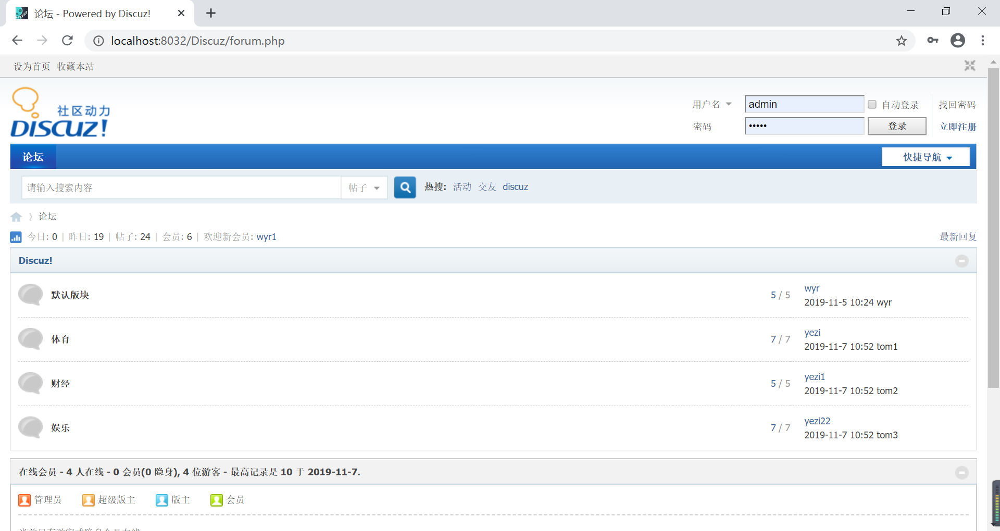 论坛 - Powered by Discuz!
localhost:8032/Discuz/forum.php
设为首页 收藏本站
社区动力
DISCUZ!
用户名 admin 自动登录 找回密码
密码 ••••• 登录 立即注册
论坛 快捷导航
请输入搜索内容 帖子 热搜: 活动 交友 discuz
论坛
今日: 0 | 昨日: 19 | 帖子: 24 | 会员: 6 | 欢迎新会员: wyr1 最新回复
Discuz!
默认版块 5 / 5 wyr
2019-11-5 10:24 wyr
体育 7 / 7 yezi
2019-11-7 10:52 tom1
财经 5 / 5 yezi1
2019-11-7 10:52 tom2
娱乐 7 / 7 yezi22
2019-11-7 10:52 tom3
在线会员 - 4 人在线 - 0 会员(0 隐身), 4 位游客 - 最高记录是 10 于 2019-11-7.
管理员 超级版主 版主 会员